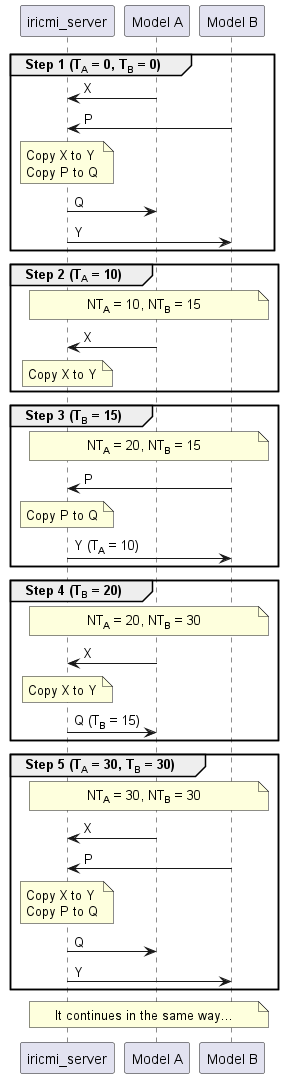 iricmi_server Model A Model B
Step 1 (T_A = 0, T_B = 0)
X
P
Copy X to Y
Copy P to Q
Q
Y
Step 2 (T_A = 10)
NT_A = 10, NT_B = 15
X
Copy X to Y
Step 3 (T_B = 15)
NT_A = 20, NT_B = 15
P
Copy P to Q
Y (T_A = 10)
Step 4 (T_B = 20)
NT_A = 20, NT_B = 30
X
Copy X to Y
Q (T_B = 15)
Step 5 (T_A = 30, T_B = 30)
NT_A = 30, NT_B = 30
X
P
Copy X to Y
Copy P to Q
Q
Y
It continues in the same way...
iricmi_server Model A Model B